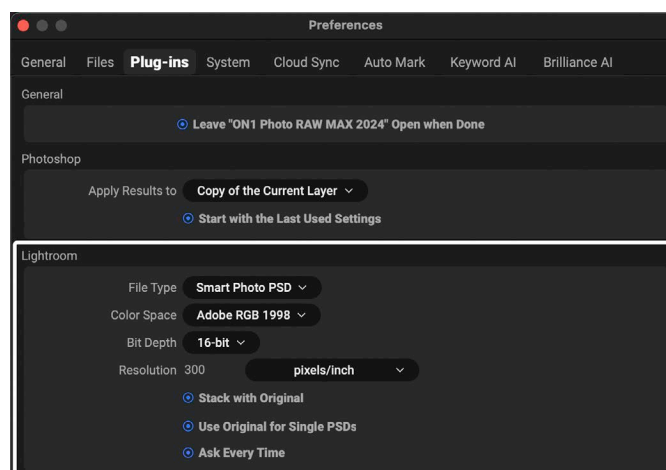 Preferences
General Files Plug-ins System Cloud Sync Auto Mark Keyword AI Brilliance AI
General
Leave "ON1 Photo RAW MAX 2024" Open when Done
Photoshop
Apply Results to Copy of the Current Layer
Start with the Last Used Settings
Lightroom
File Type Smart Photo PSD
Color Space Adobe RGB 1998
Bit Depth 16-bit
Resolution 300 pixels/inch
Stack with Original
Use Original for Single PSDs
Ask Every Time